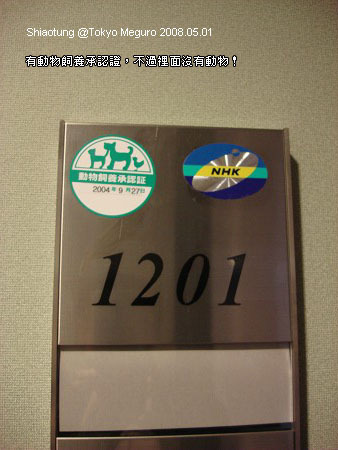 Shiaotung @Tokyo Meguro 2008.05.01
有動物飼養承認證，不過裡面沒有動物！
動物飼養承認証
2004年 9月27日
NHK
1201